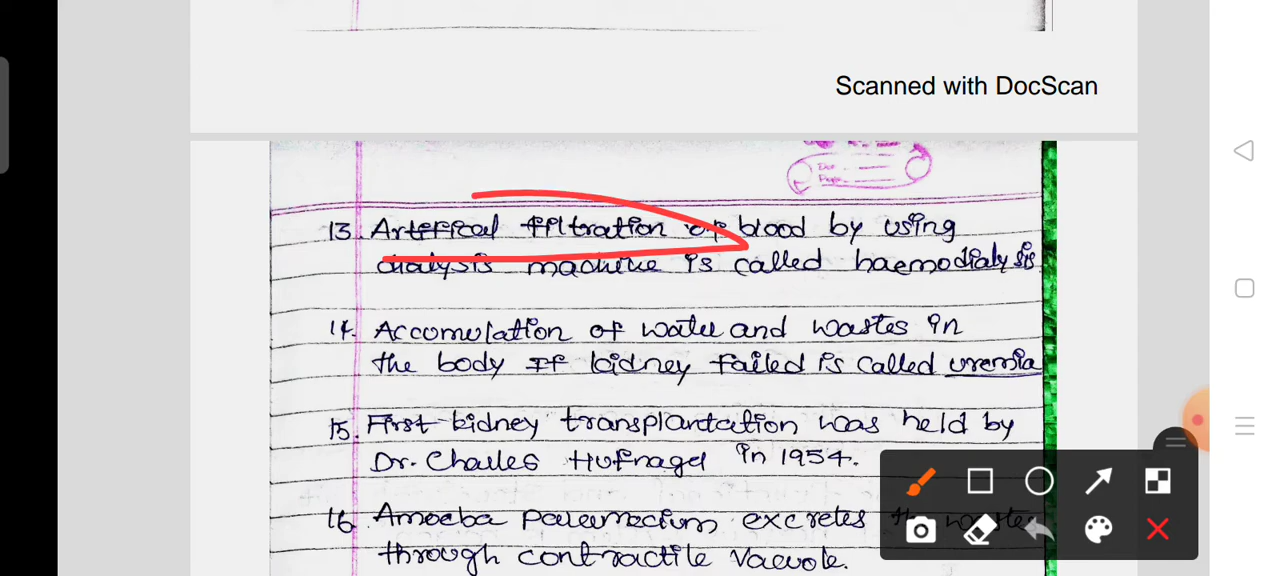 Scanned with DocScan
13. Artifical filtration of blood by using
dialysis machine is called haemodialysis
14. Accomulation of water and wastes in
the body If kidney failed is called uremia
15. First kidney transplantation was held by
Dr. Charles Hufnagel in 1954.
16. Amoeba paramecium excretes the wastes
through contractile vacuole.